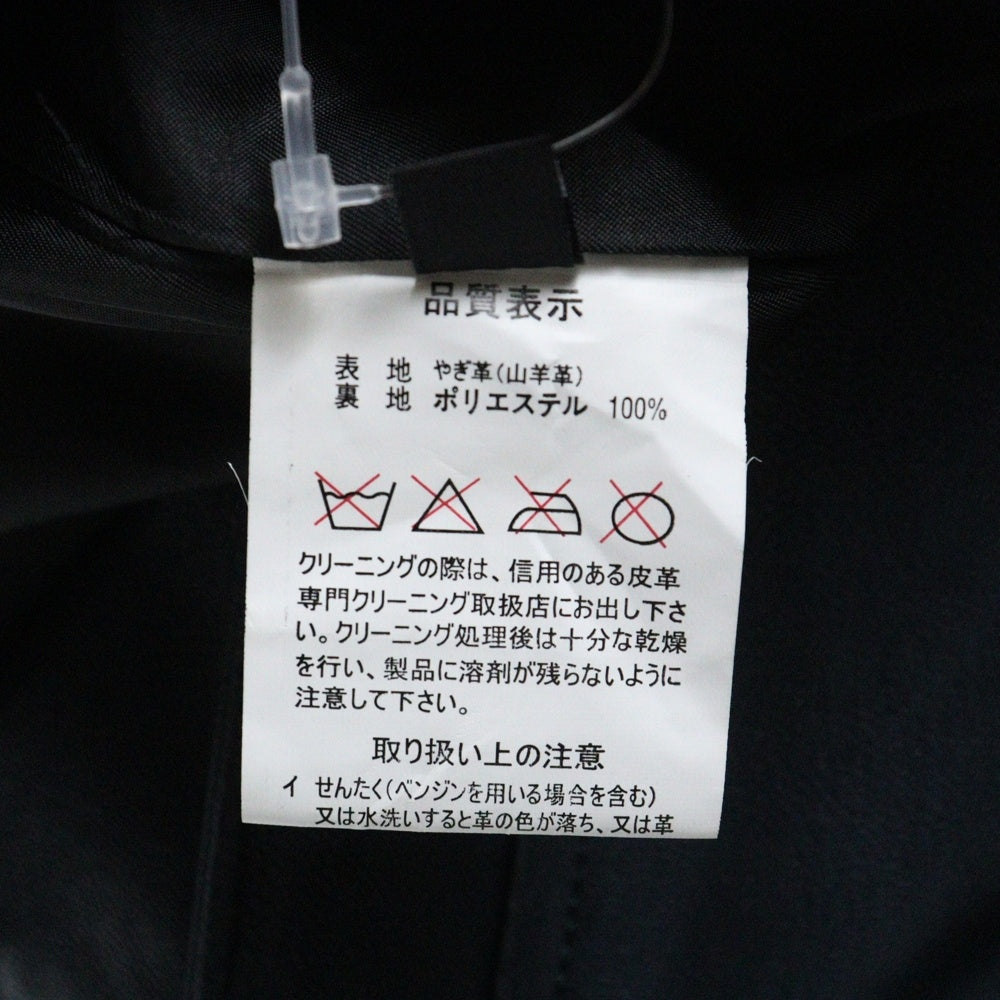 品質表示
表 地 やぎ革(山羊革)
裏 地 ポリエステル 100%
クリーニングの際は、信用のある皮革
専門クリーニング取扱店にお出し下さ
い。クリーニング処理後は十分な乾燥
を行い、製品に溶剤が残らないように
注意して下さい。
取り扱い上の注意
イ せんたく(ベンジンを用いる場合を含む)
又は水洗いすると革の色が落ち、又は革